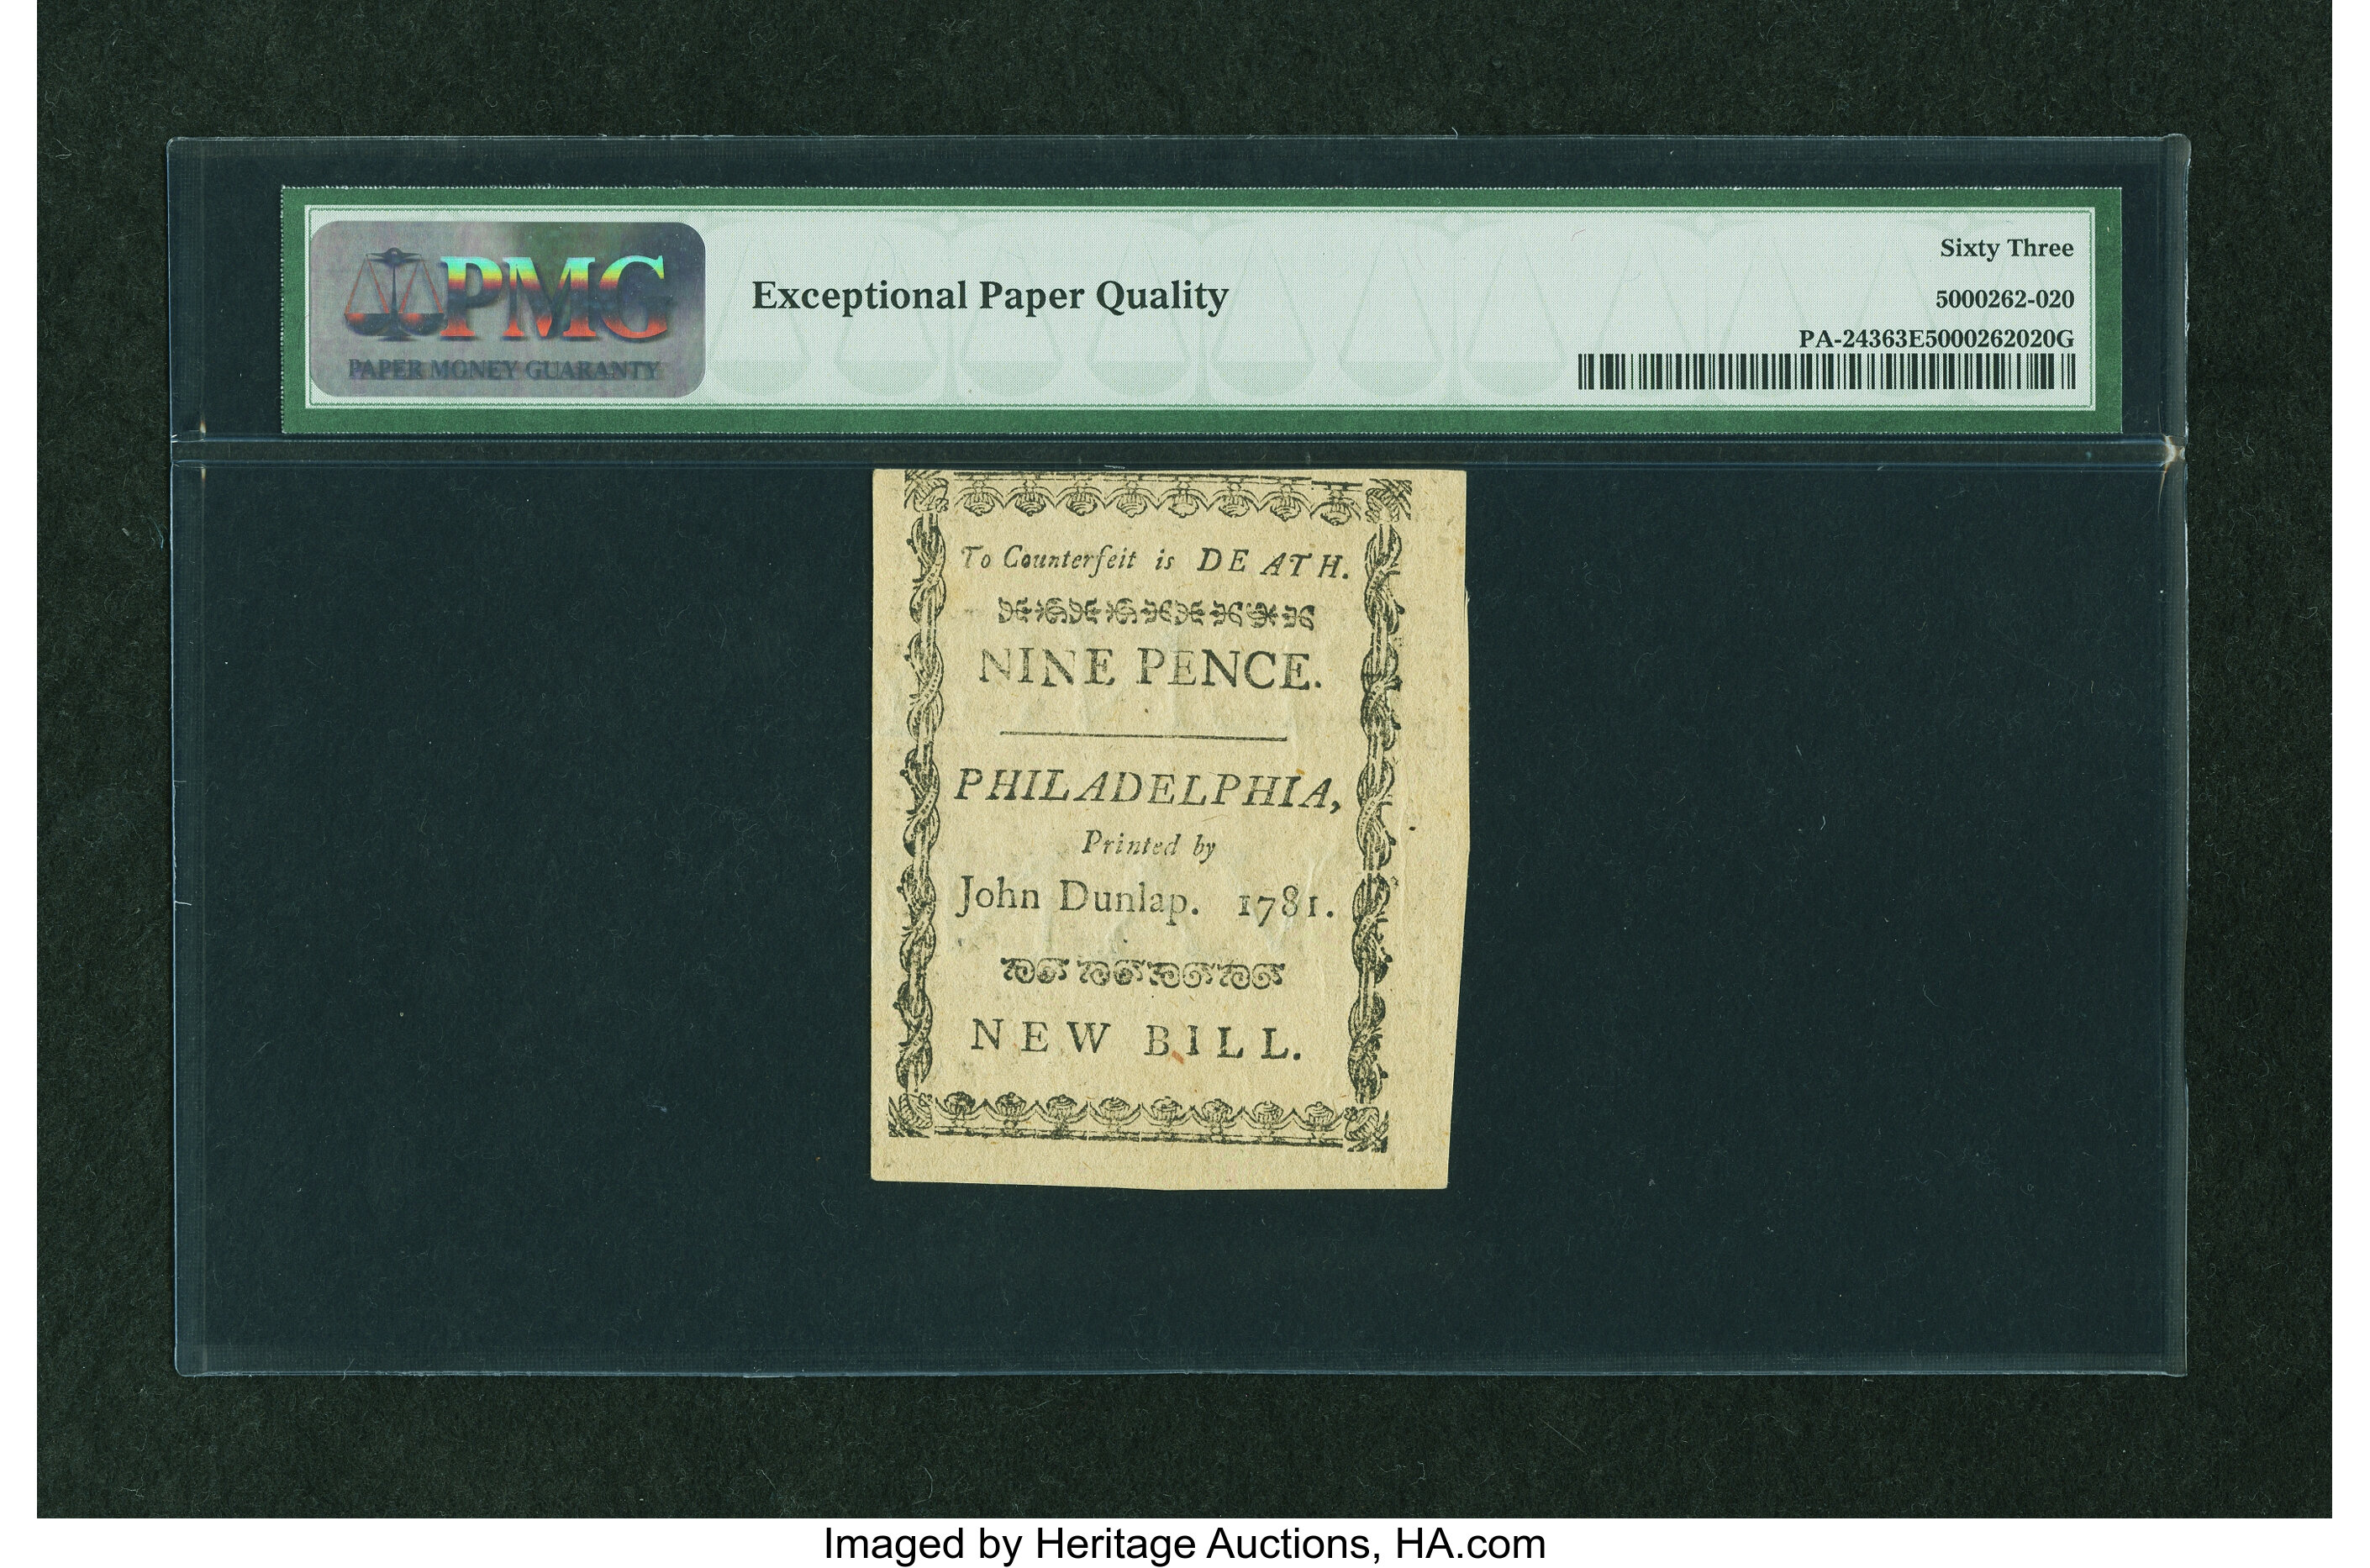 PMG
PAPER MONEY GUARANTY
Exceptional Paper Quality
Sixty Three
5000262-020
PA-24363E5000262020G
To Counterfeit is DEATH.
NINE PENCE.
PHILADELPHIA,
Printed by
John Dunlap. 1781.
NEW BILL.
Imaged by Heritage Auctions, HA.com